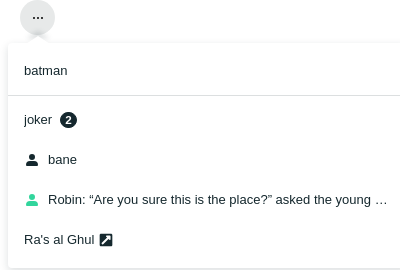 ...
batman
joker 2
bane
Robin: “Are you sure this is the place?” asked the young …
Ra's al Ghul